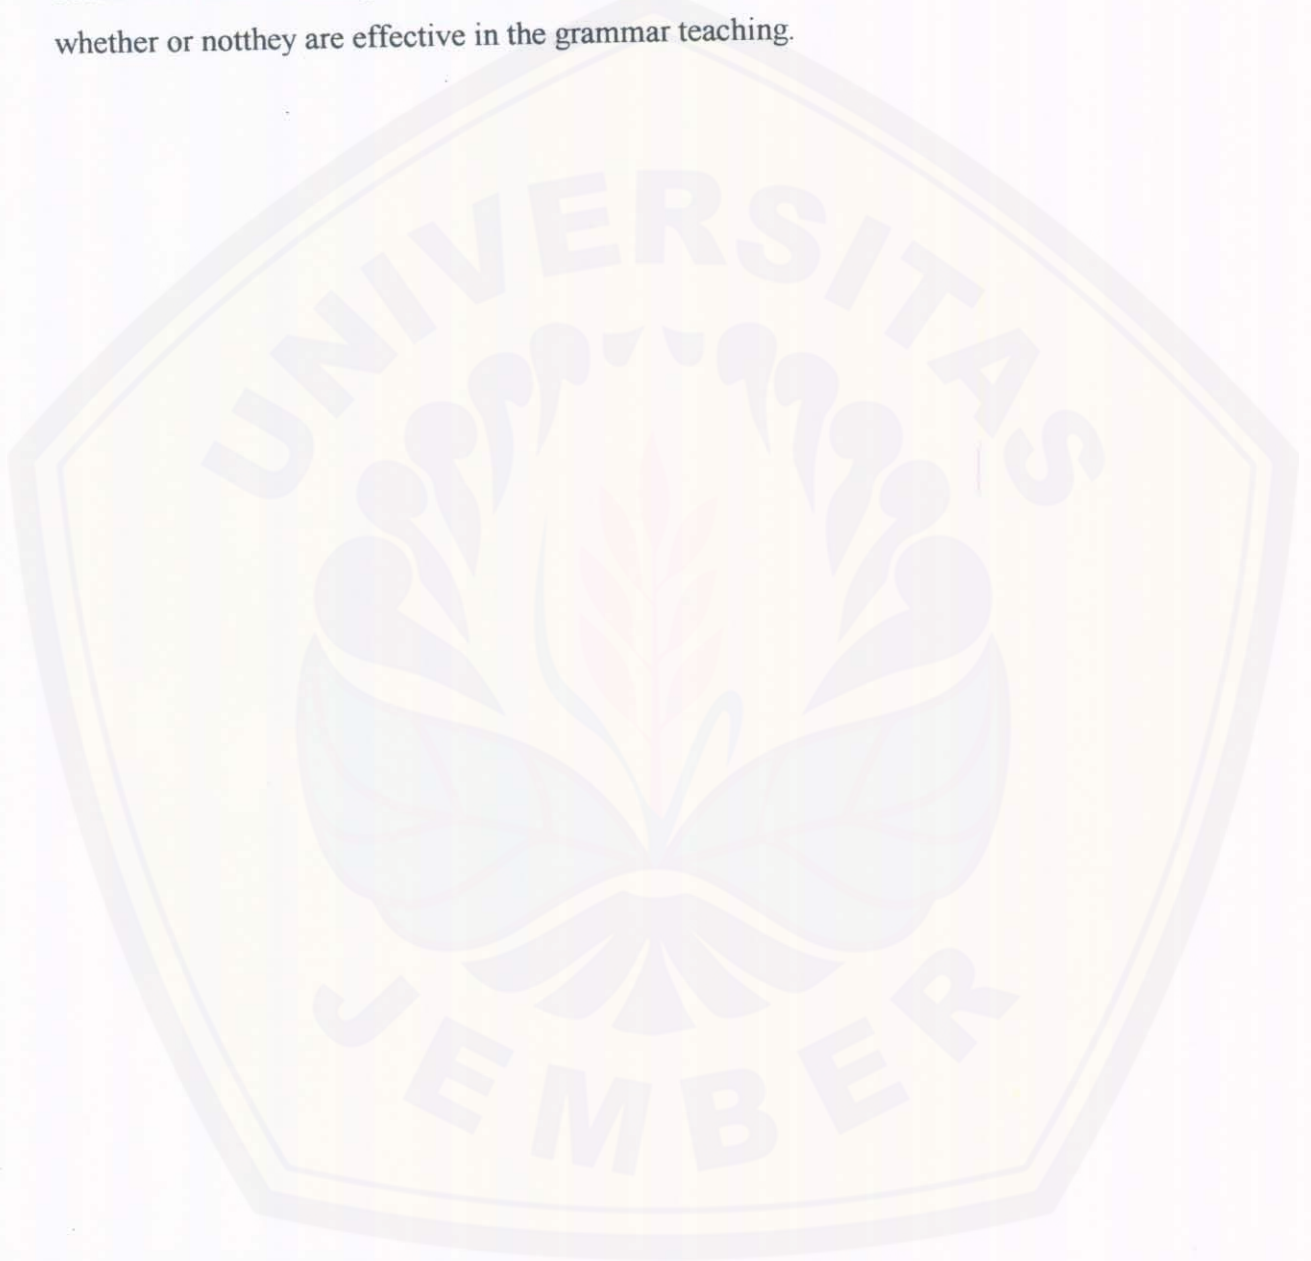 whether or notthey are effective in the grammar teaching.
UNIVERSITAS
JEMBER